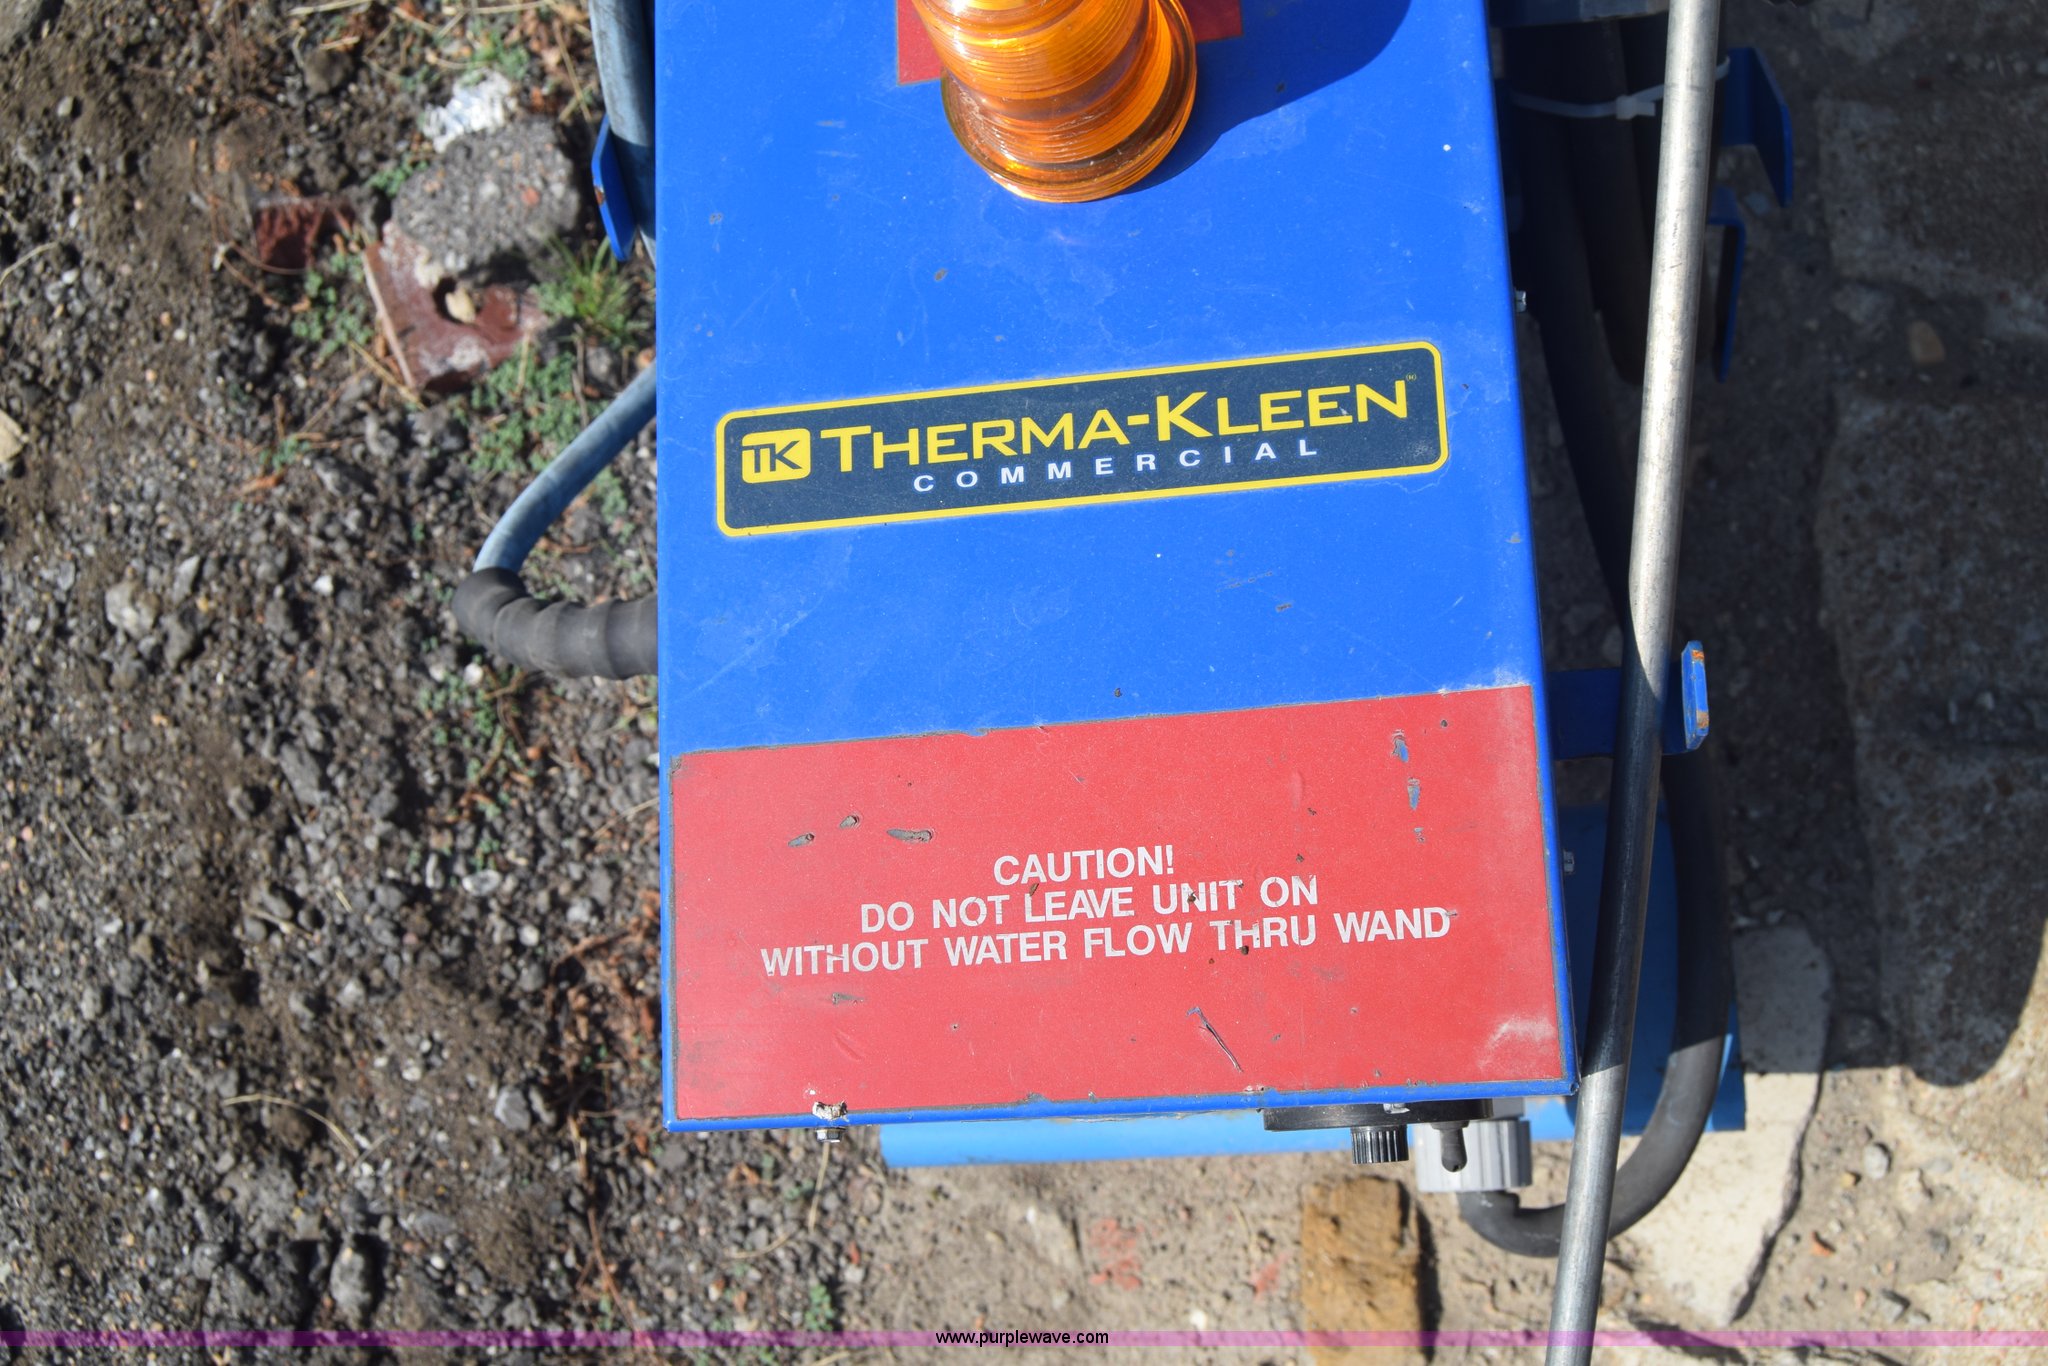 TK THERMA-KLEEN®
COMMERCIAL
CAUTION!
DO NOT LEAVE UNIT ON
WITHOUT WATER FLOW THRU WAND
www.purplewave.com